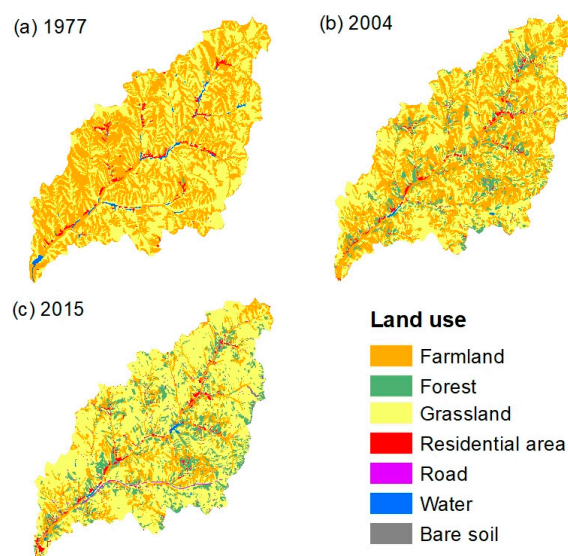 (a) 1977
(b) 2004
(c) 2015
Land use
Farmland
Forest
Grassland
Residential area
Road
Water
Bare soil